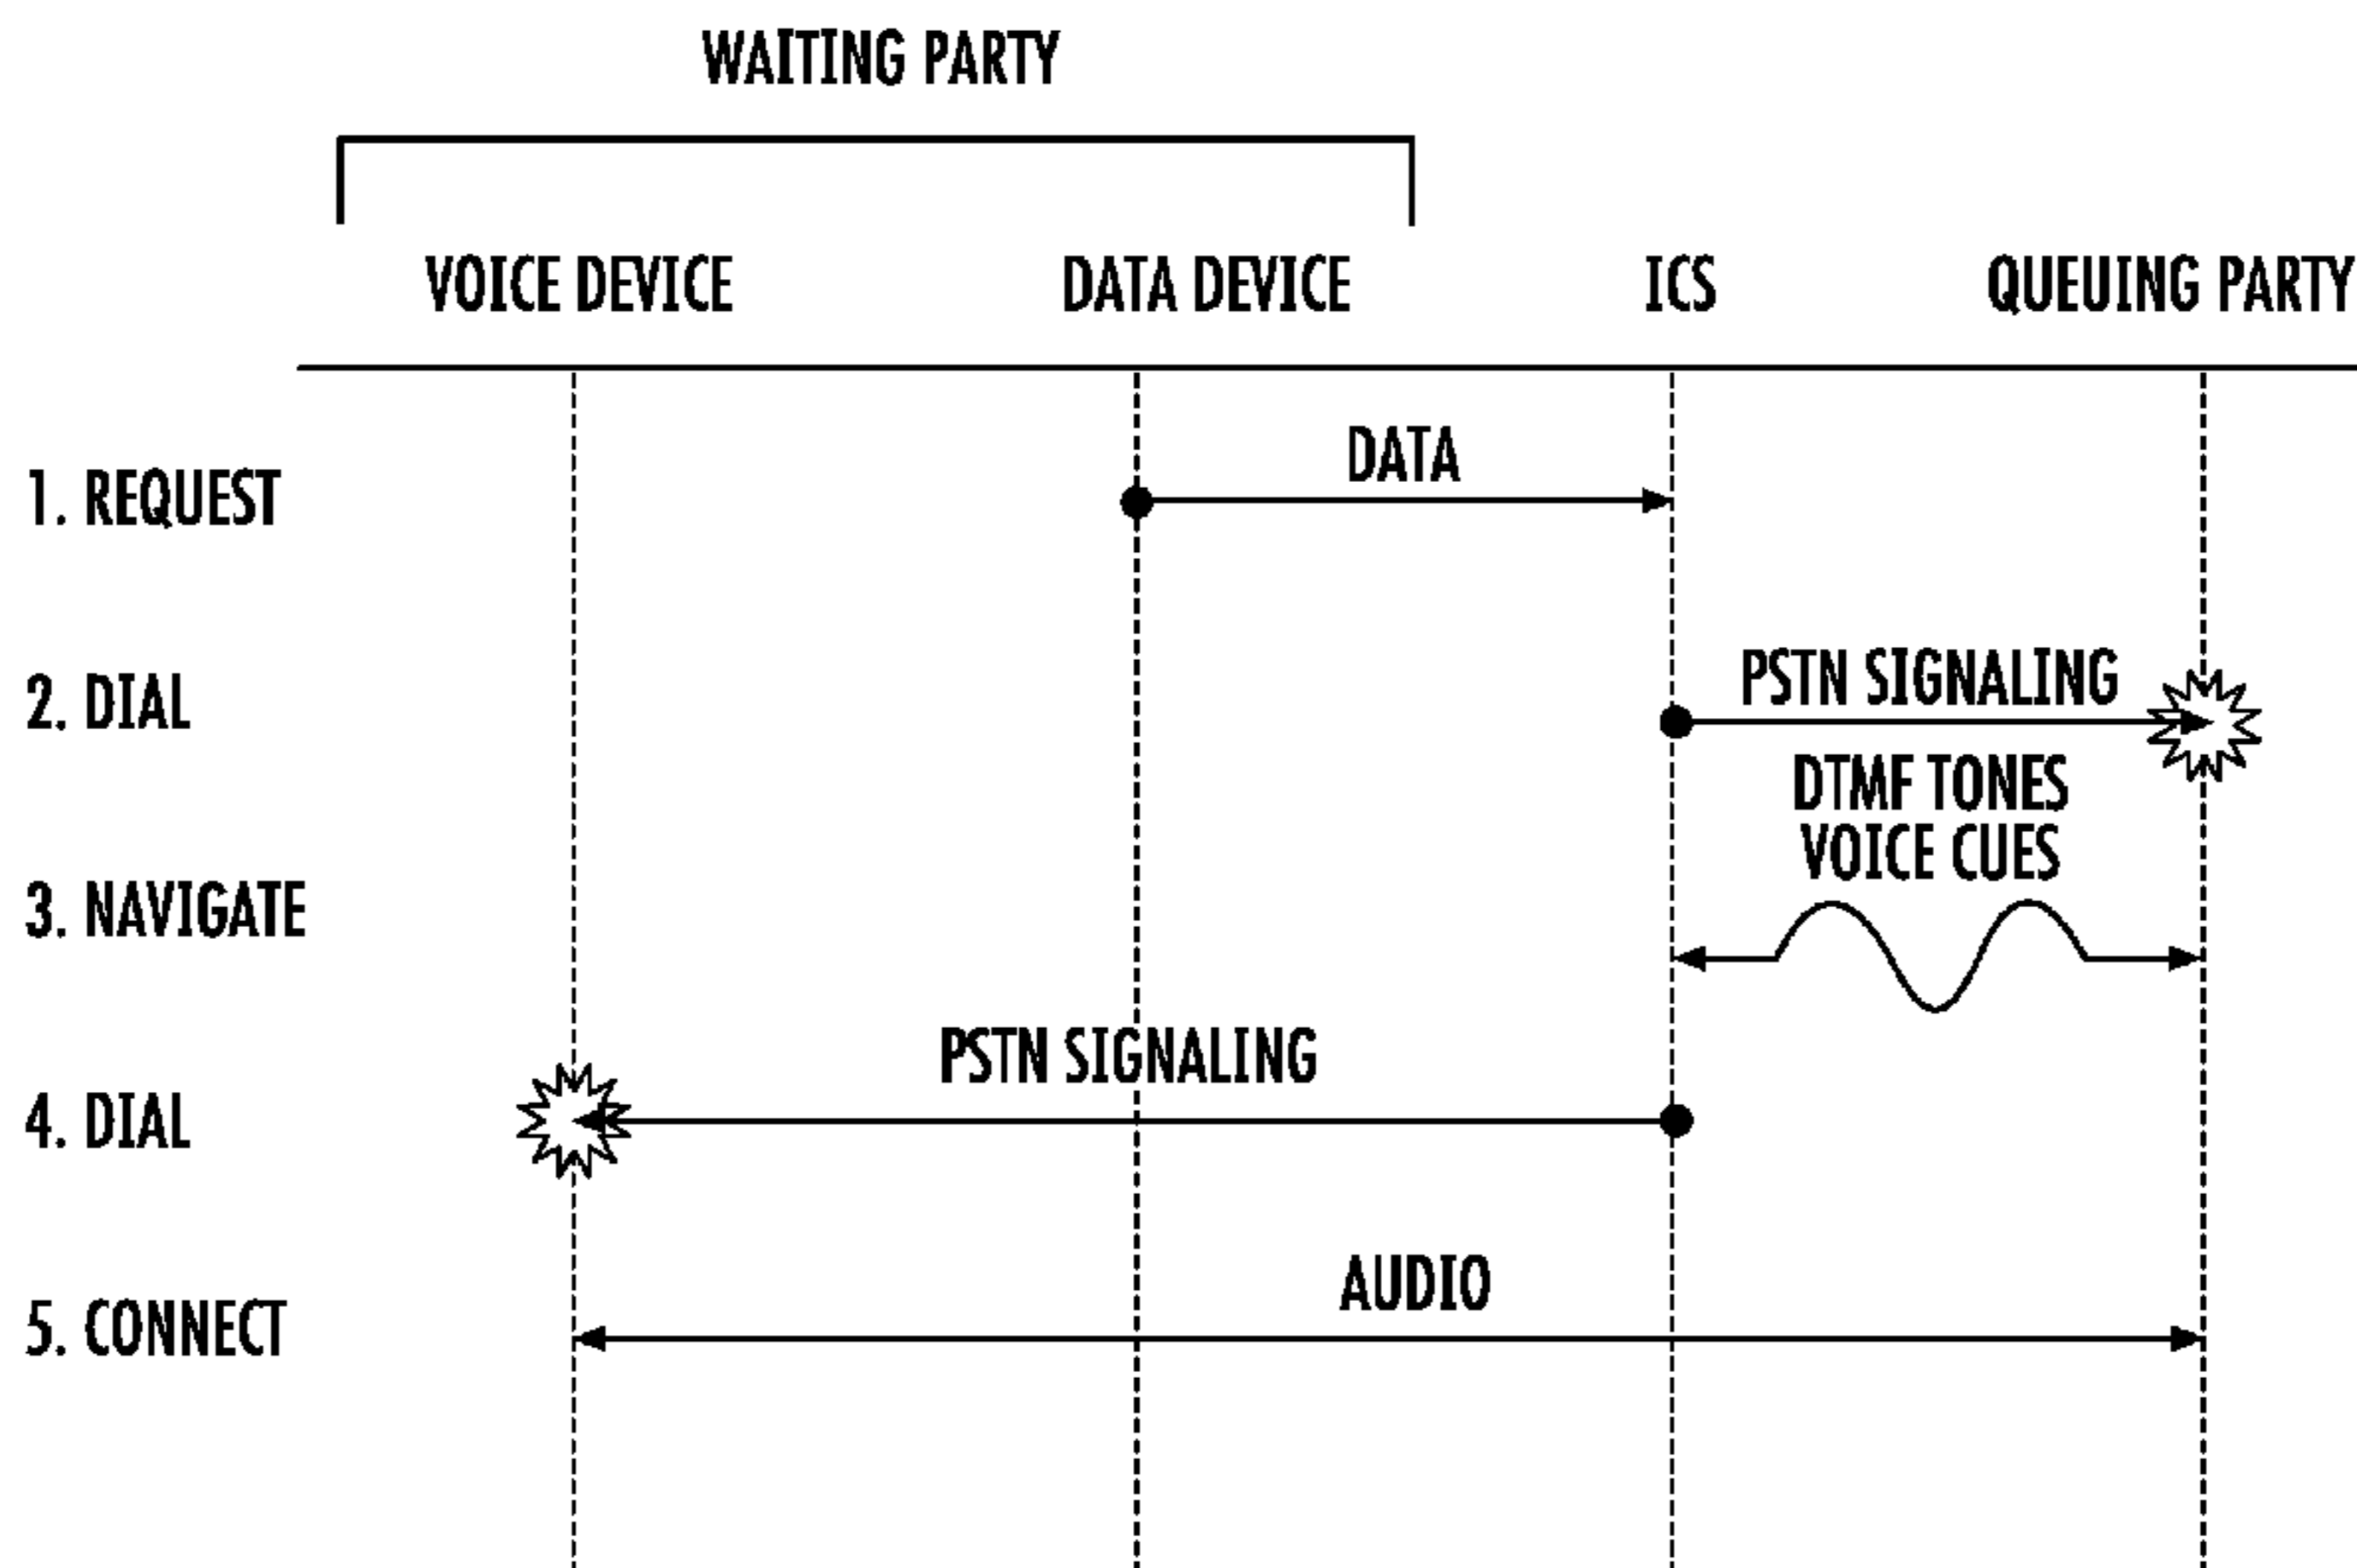 WAITING PARTY
VOICE DEVICE DATA DEVICE ICS QUEUING PARTY
DATA
1. REQUEST
PSTN SIGNALING
2. DIAL
DTMF TONES
VOICE CUES
3. NAVIGATE
PSTN SIGNALING
4. DIAL
AUDIO
5. CONNECT